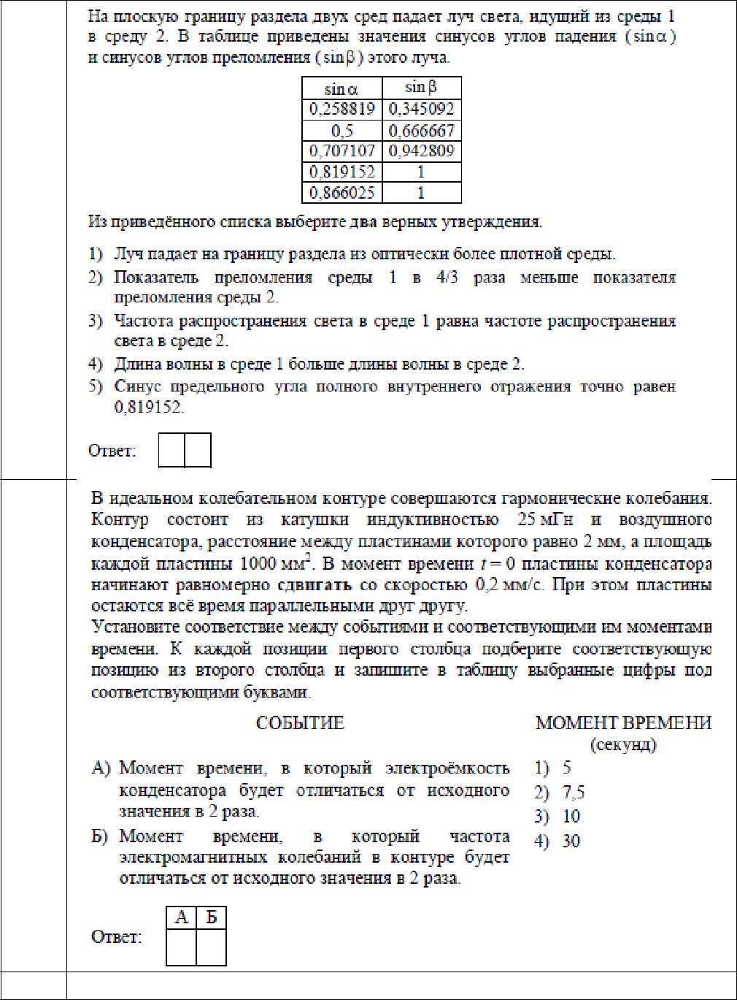 На плоскую границу раздела двух сред падает луч света, идущий из среды 1
в среду 2. В таблице приведены значения синусов углов падения (sin α)
и синусов углов преломления (sin β) этого луча.
sin α sin β
0,258819 0,345092
0,5 0,666667
0,707107 0,942809
0,819152 1
0,866025 1
Из приведённого списка выберите два верных утверждения.
1) Луч падает на границу раздела из оптически более плотной среды.
2) Показатель преломления среды 1 в 4/3 раза меньше показателя
преломления среды 2.
3) Частота распространения света в среде 1 равна частоте распространения
света в среде 2.
4) Длина волны в среде 1 больше длины волны в среде 2.
5) Синус предельного угла полного внутреннего отражения точно равен
0,819152.
Ответ:
В идеальном колебательном контуре совершаются гармонические колебания.
Контур состоит из катушки индуктивностью 25 мГн и воздушного
конденсатора, расстояние между пластинами которого равно 2 мм, а площадь
каждой пластины 1000 мм². В момент времени t = 0 пластины конденсатора
начинают равномерно сдвигать со скоростью 0,2 мм/с. При этом пластины
остаются всё время параллельными друг другу.
Установите соответствие между событиями и соответствующими им моментами
времени. К каждой позиции первого столбца подберите соответствующую
позицию из второго столбца и запишите в таблицу выбранные цифры под
соответствующими буквами.
СОБЫТИЕ
А) Момент времени, в который электроёмкость
конденсатора будет отличаться от исходного
значения в 2 раза.
Б) Момент времени, в который частота
электромагнитных колебаний в контуре будет
отличаться от исходного значения в 2 раза.
МОМЕНТ ВРЕМЕНИ
(секунд)
1) 5
2) 7,5
3) 10
4) 30
А Б
Ответ: